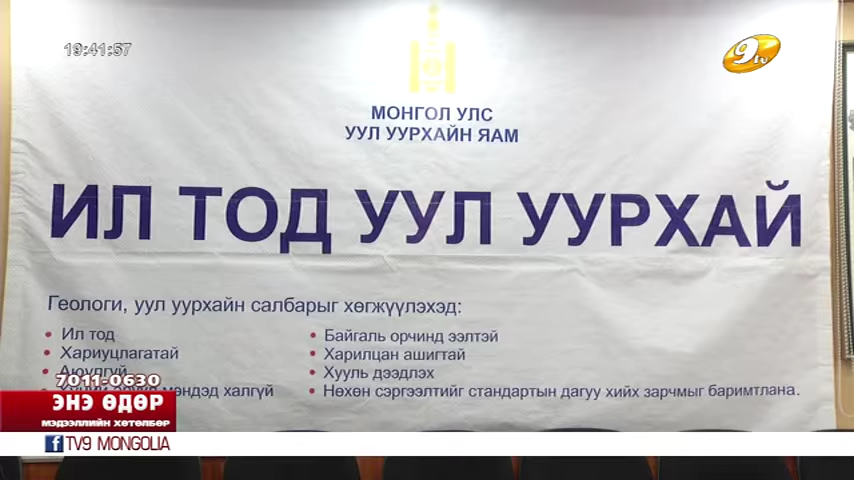 19:41:57
9tv
МОНГОЛ УЛС
УУЛ УУРХАЙН ЯАМ
ИЛ ТОД УУЛ УУРХАЙ
Геологи, уул уурхайн салбарыг хөгжүүлэхэд:
• Ил тод
• Хариуцлагатай
• Аюулгүй
мэндэд халгүй
• Байгаль орчинд ээлтэй
• Харилцан ашигтай
• Хууль дээдлэх
• Нөхөн сэргээлтийг стандартын дагуу хийх зарчмыг баримтлана.
7011-0630
ЭНЭ ӨДӨР
МЭДЭЭЛЛИЙН ХӨТӨЛБӨР
f TV9 MONGOLIA